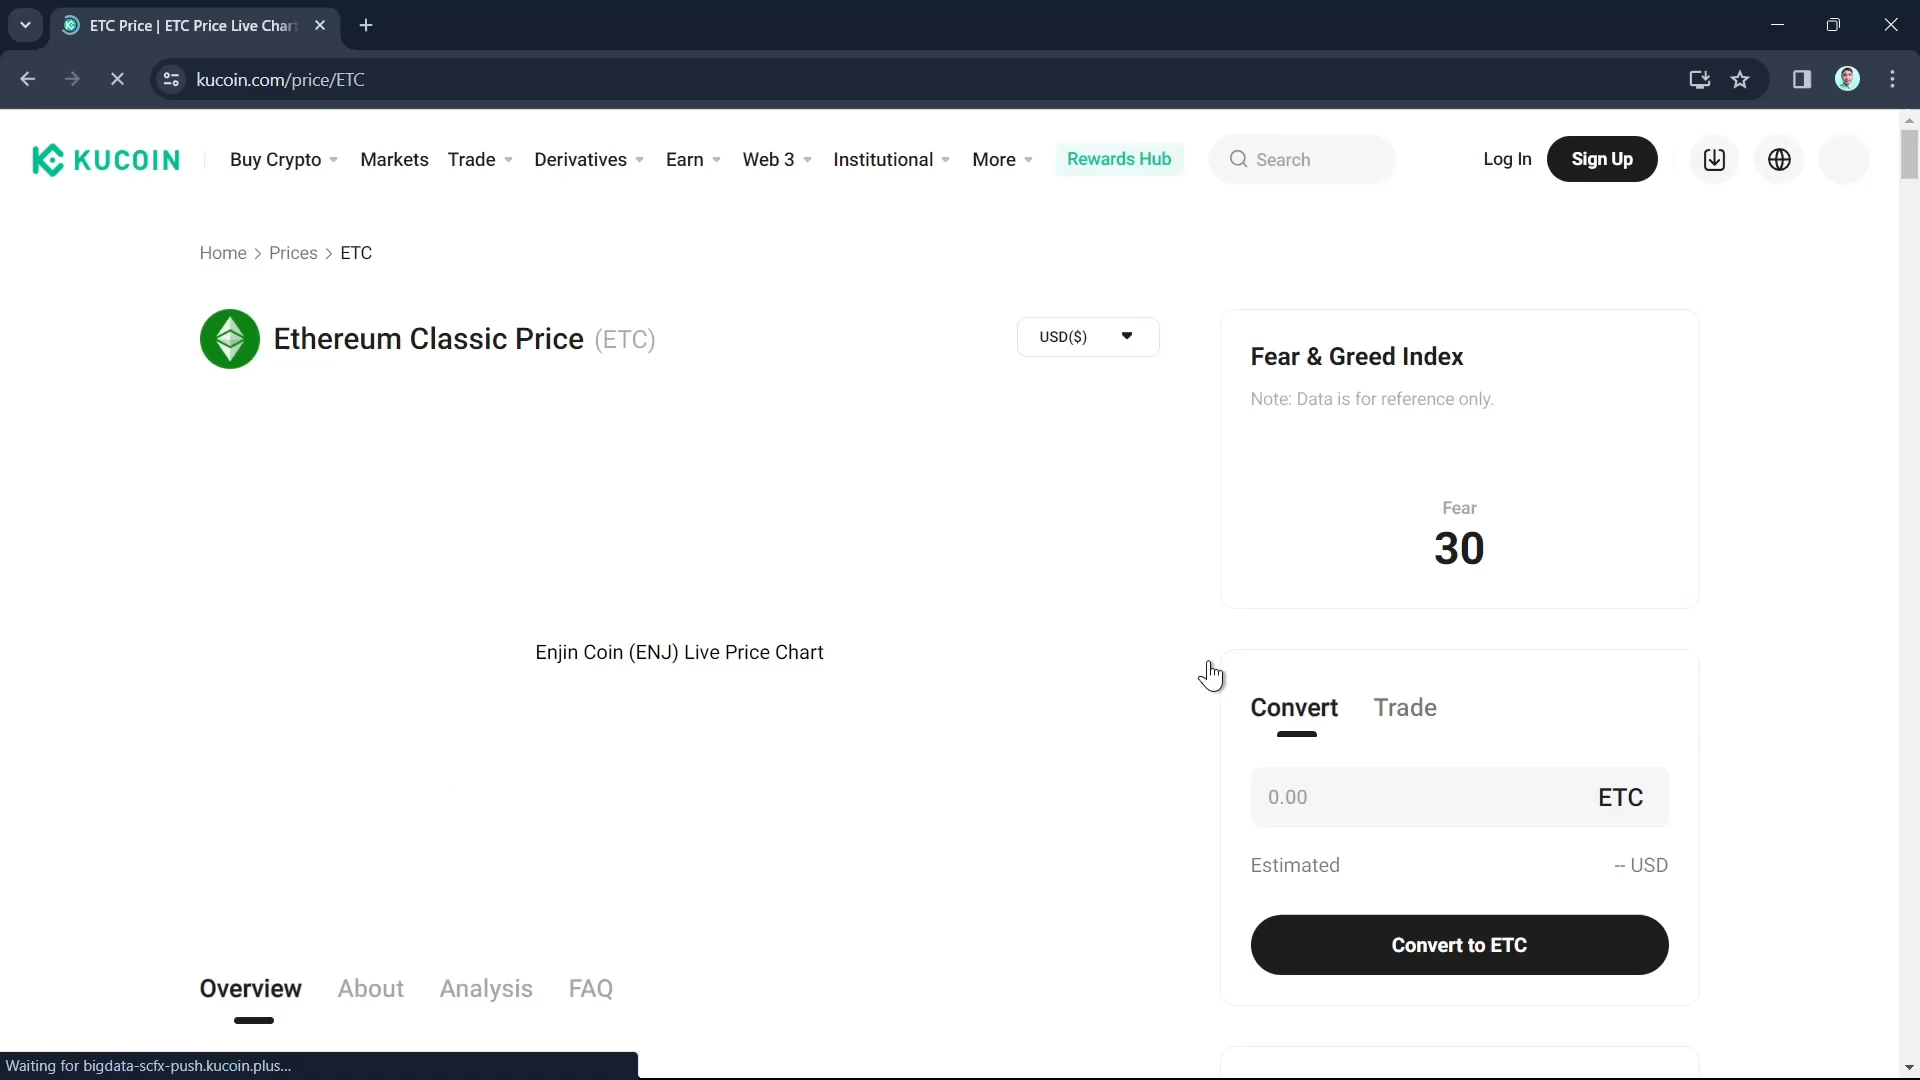 ETC Price | ETC Price Live Char
kucoin.com/price/ETC
KUCOIN
Buy Crypto Markets Trade Derivatives Earn Web 3 Institutional More Rewards Hub Search Log In Sign Up
Home > Prices > ETC
Ethereum Classic Price (ETC)
USD($)
Fear & Greed Index
Note: Data is for reference only.
Fear
30
Enjin Coin (ENJ) Live Price Chart
Convert Trade
0.00 ETC
Estimated -- USD
Convert to ETC
Overview About Analysis FAQ
Waiting for bigdata-scfx-push.kucoin.plus...